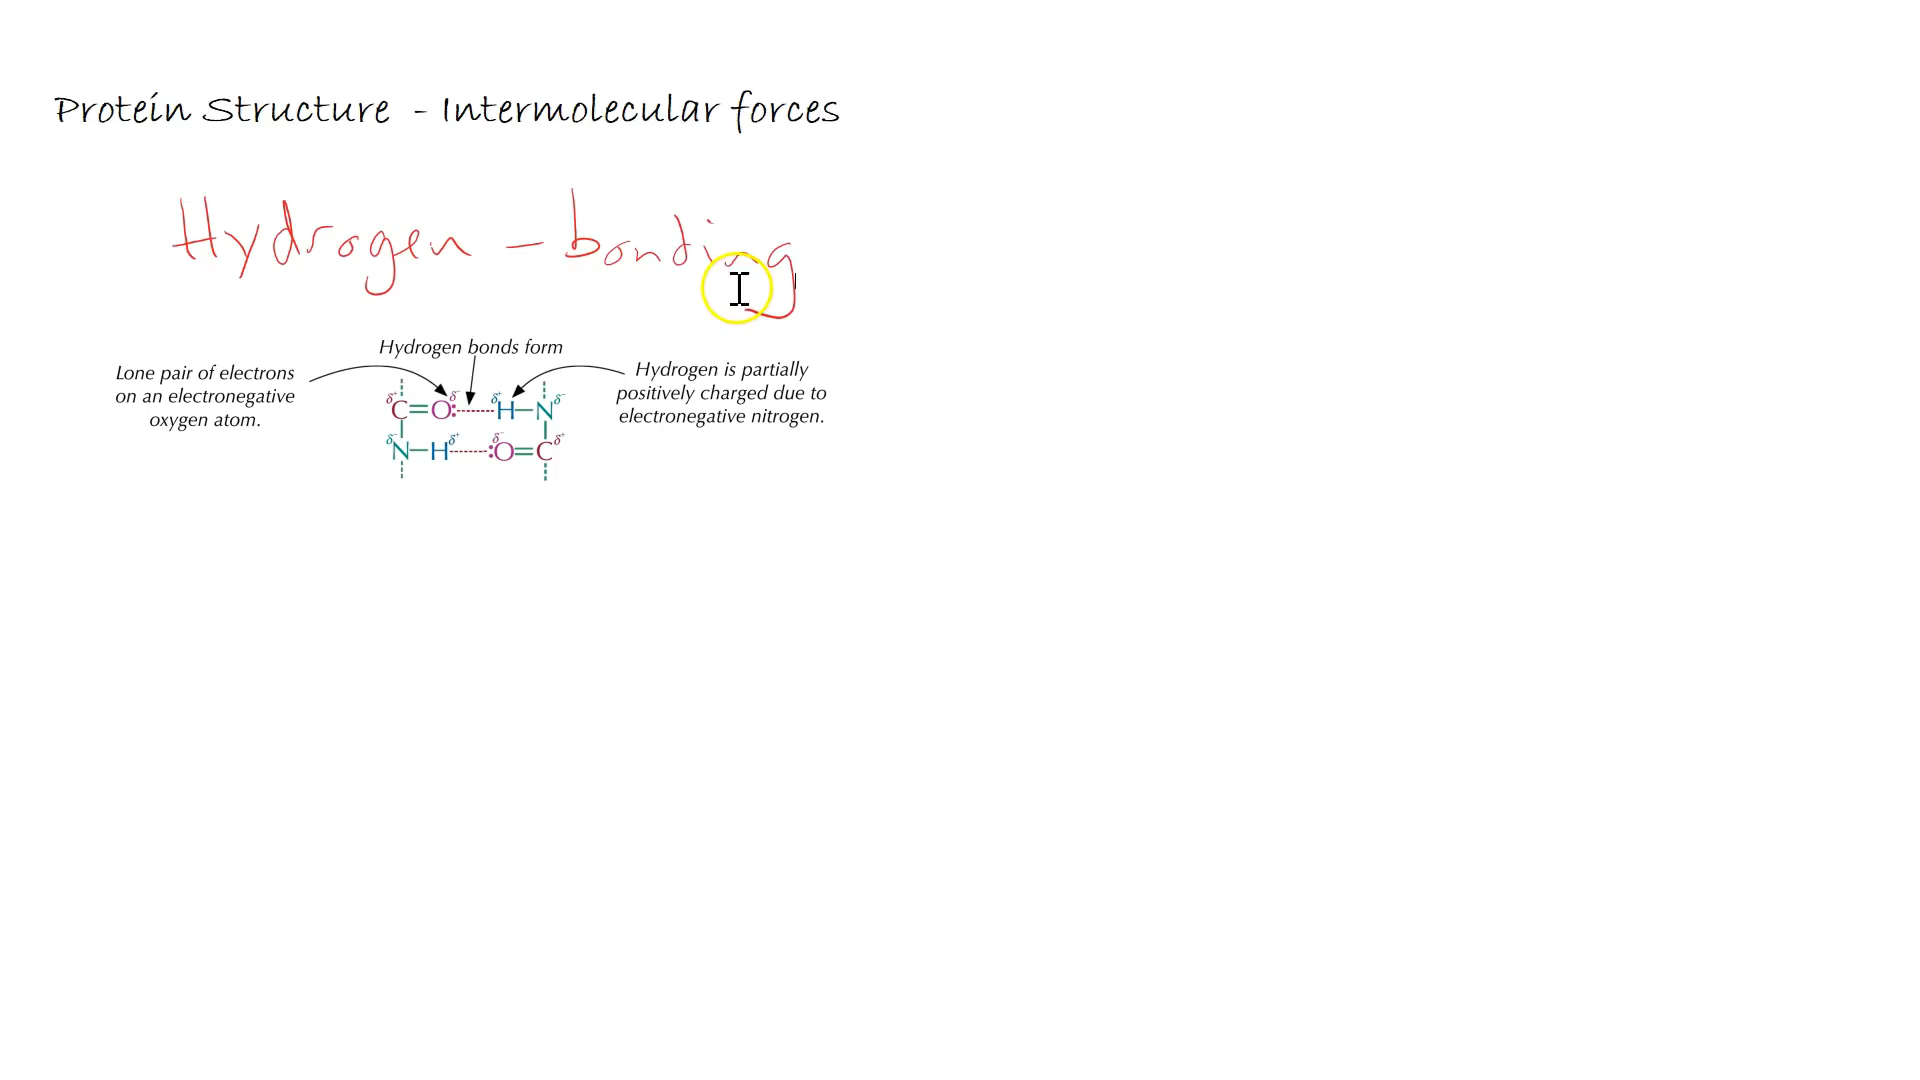 Protein Structure - Intermolecular forces
Hydrogen - bonding
Hydrogen bonds form
Lone pair of electrons
on an electronegative
oxygen atom.
Hydrogen is partially
positively charged due to
electronegative nitrogen.
δ+ δ- δ+ δ-
C=O: H—N
δ- δ+ δ- δ+
N—H :O=C